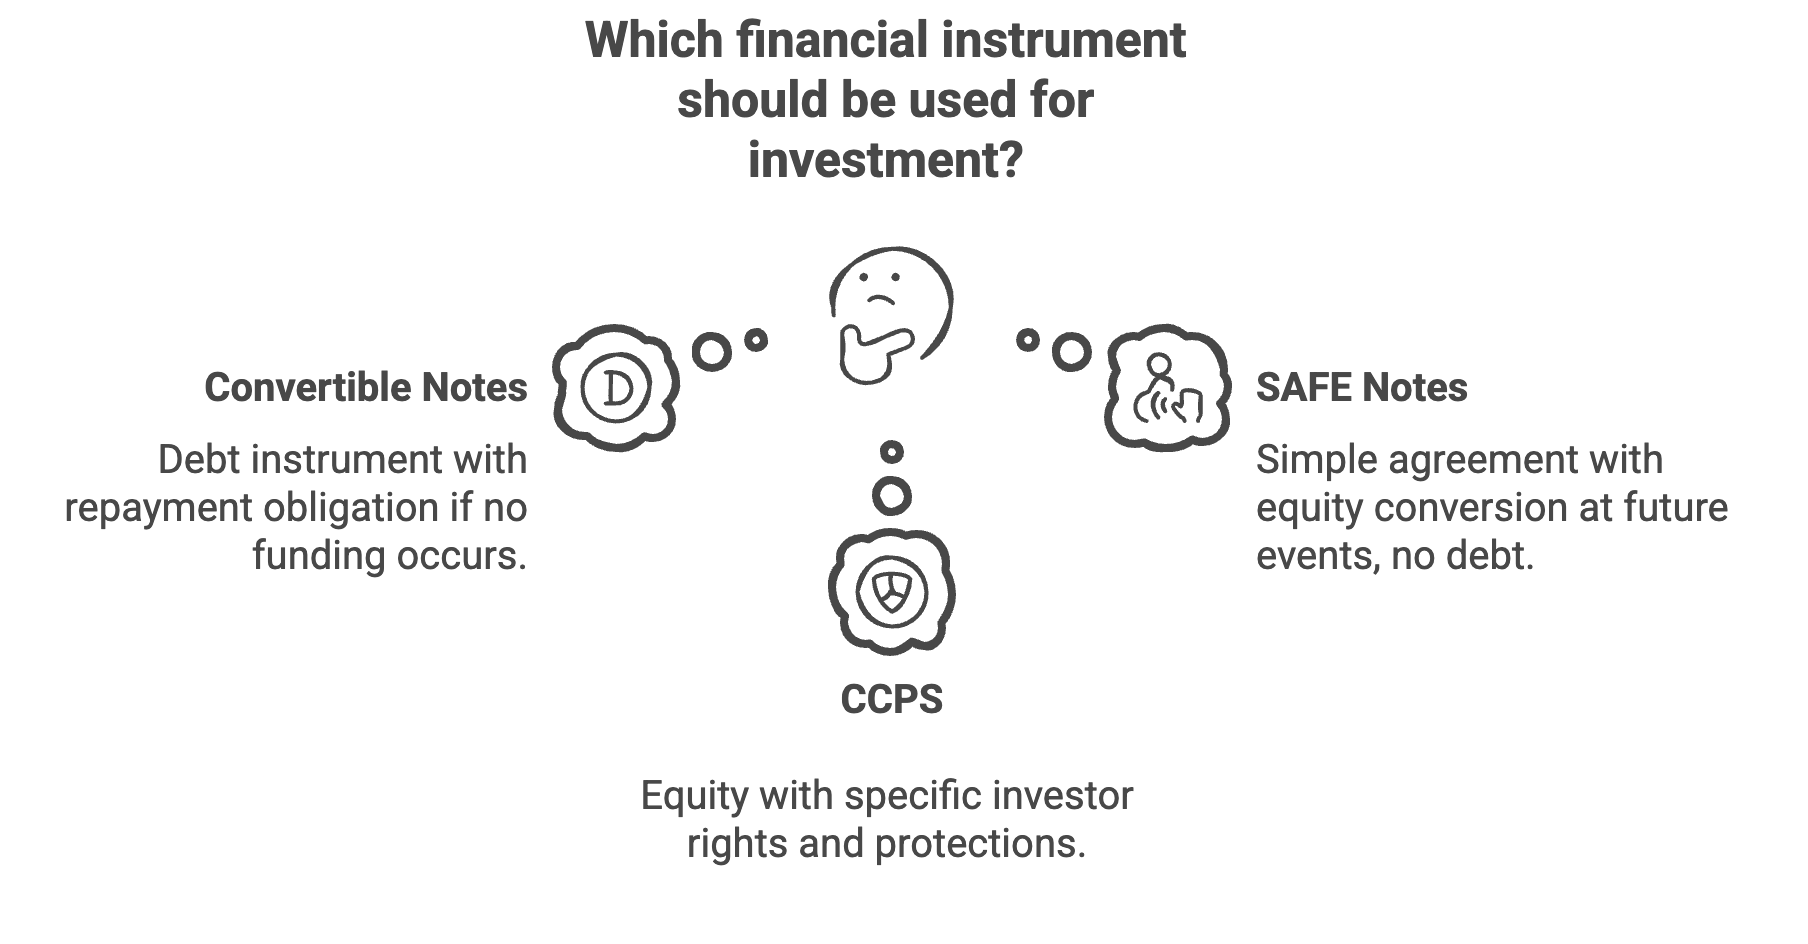 Which financial instrument
should be used for
investment?
Convertible Notes
Debt instrument with
repayment obligation if no
funding occurs.
D
SAFE Notes
Simple agreement with
equity conversion at future
events, no debt.
CCPS
Equity with specific investor
rights and protections.